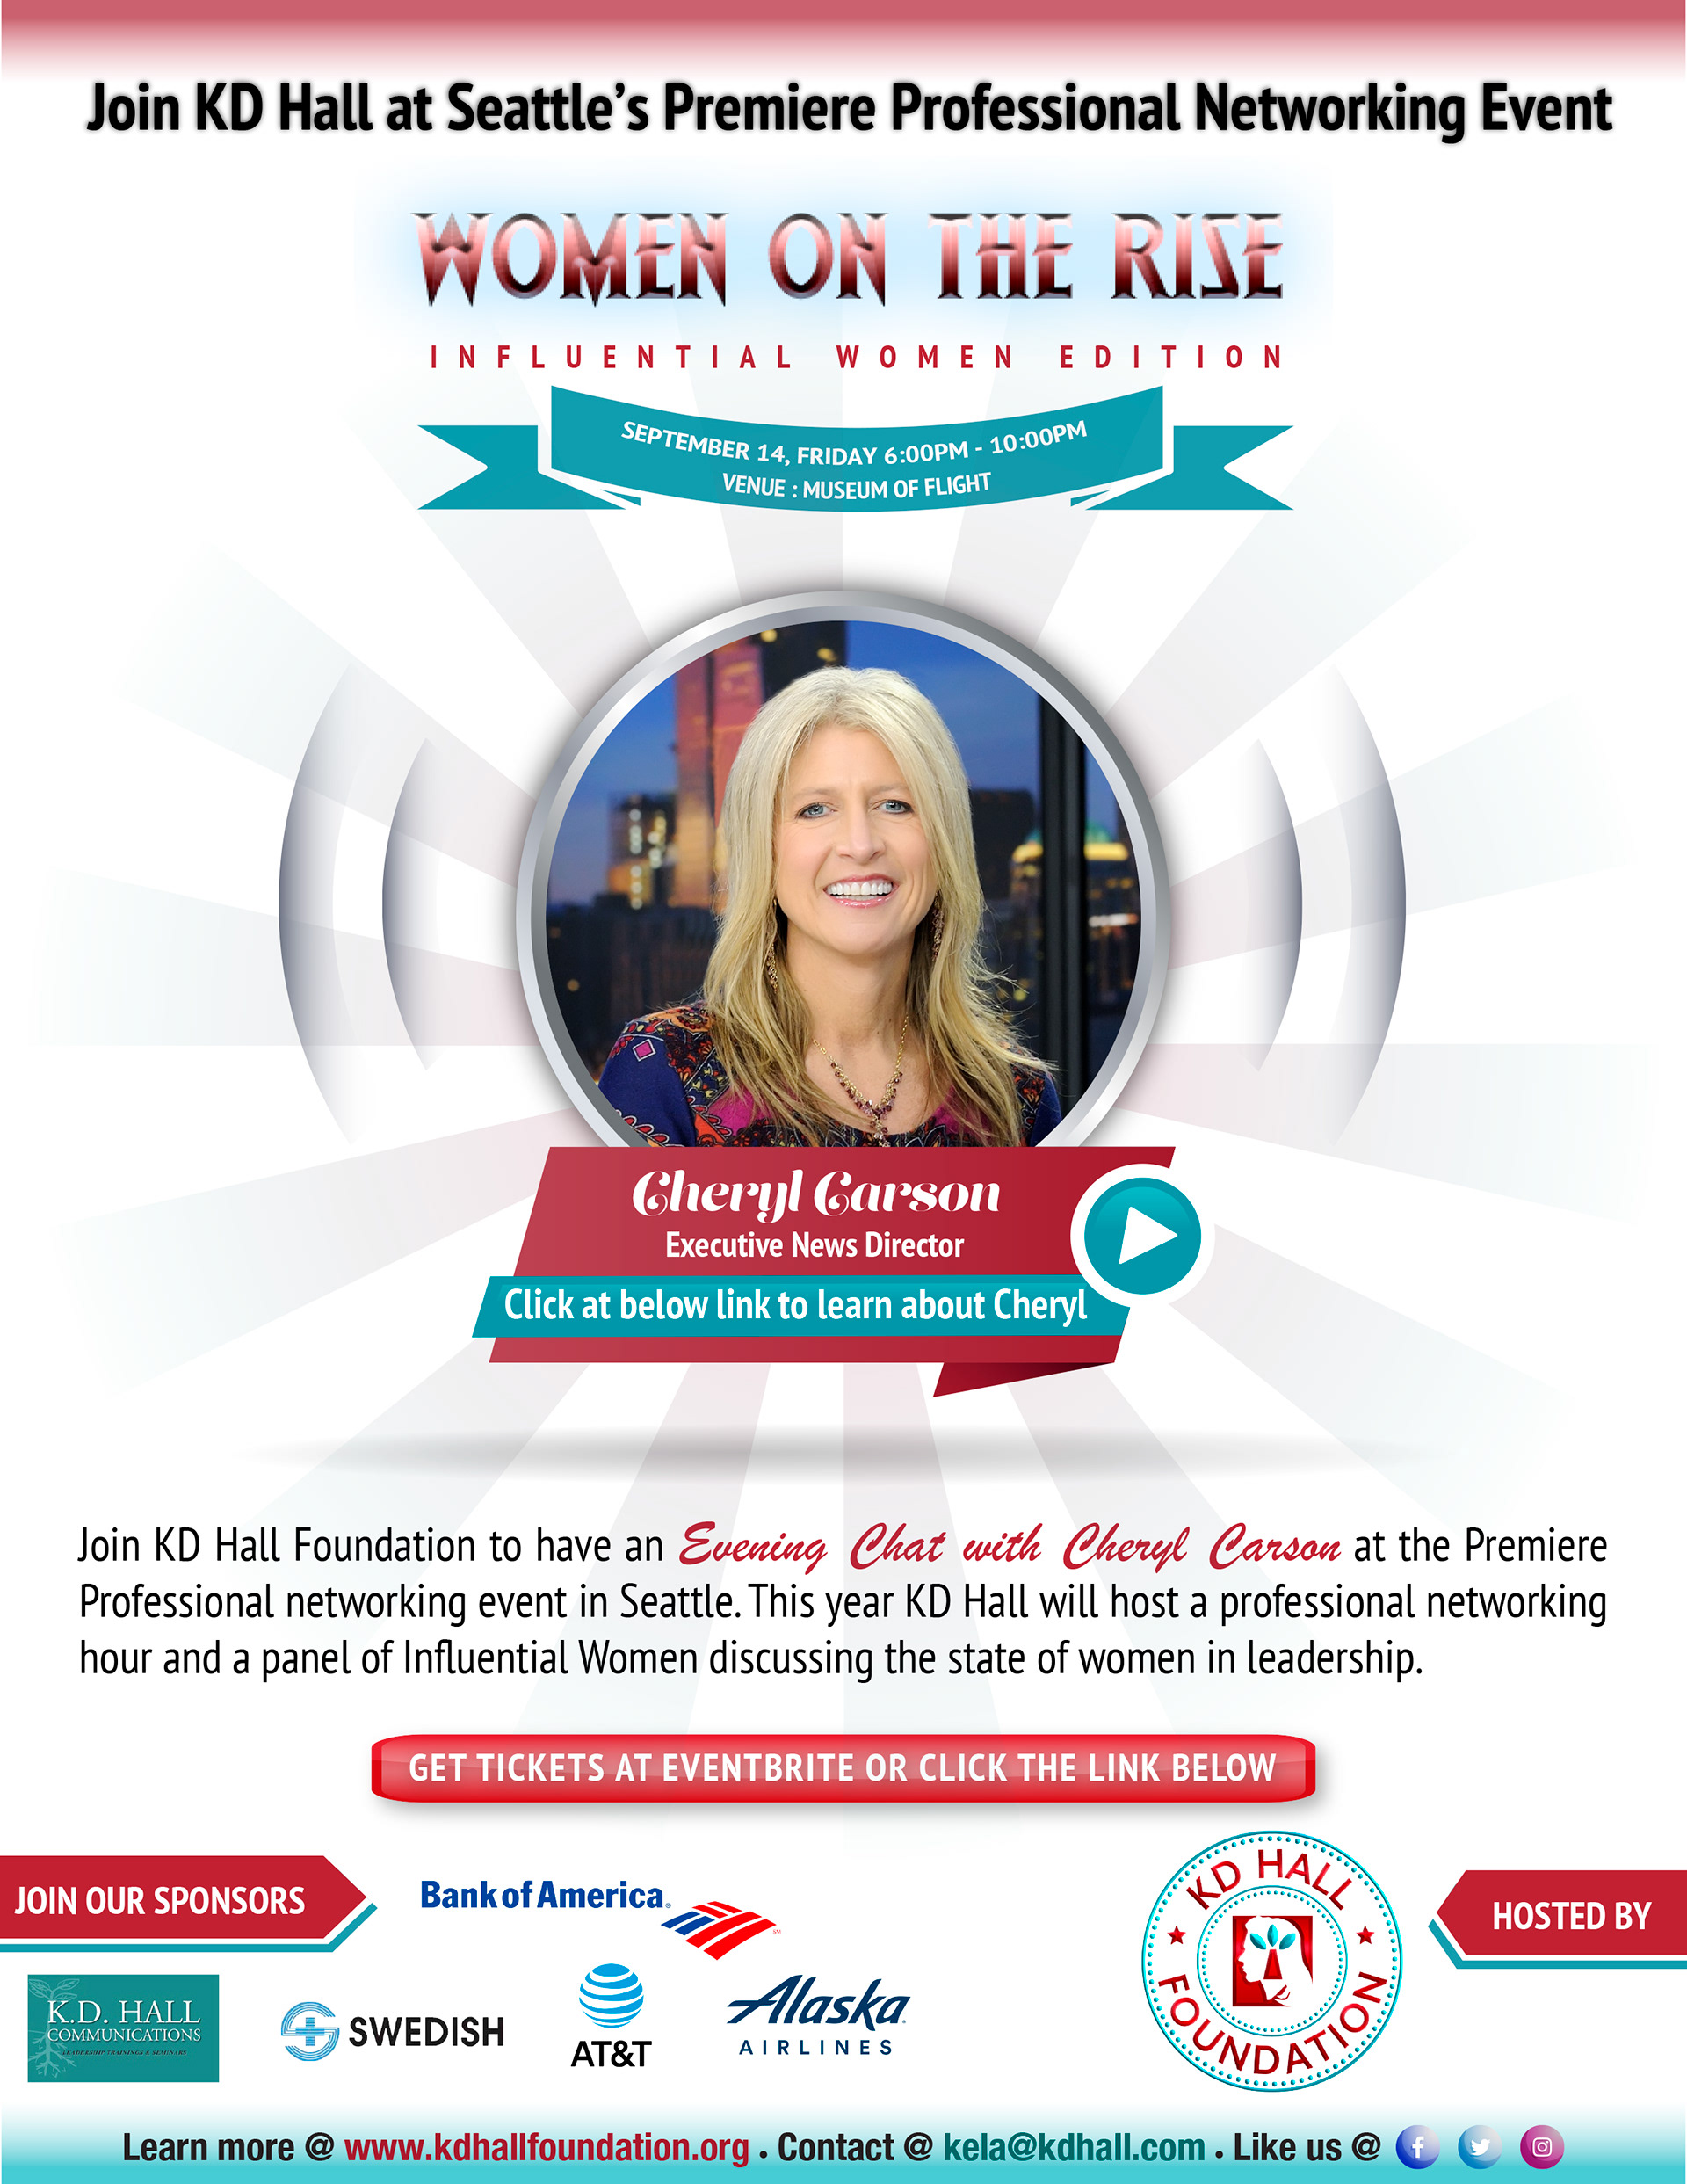 Join KD Hall at Seattle's Premiere Professional Networking Event
WOMEN ON THE RISE
INFLUENTIAL WOMEN EDITION
SEPTEMBER 14, FRIDAY 6:00PM - 10:00PM
VENUE : MUSEUM OF FLIGHT
Cheryl Carson
Executive News Director
Click at below link to learn about Cheryl
Join KD Hall Foundation to have an Evening Chat with Cheryl Carson at the Premiere
Professional networking event in Seattle. This year KD Hall will host a professional networking
hour and a panel of Influential Women discussing the state of women in leadership.
GET TICKETS AT EVENTBRITE OR CLICK THE LINK BELOW
JOIN OUR SPONSORS
Bank of America
K.D. HALL
COMMUNICATIONS
LEADERSHIP TRAININGS & SEMINARS
SWEDISH
AT&T
Alaska
AIRLINES
KD HALL
FOUNDATION
HOSTED BY
Learn more @ www.kdhallfoundation.org . Contact @ kela@kdhall.com . Like us @